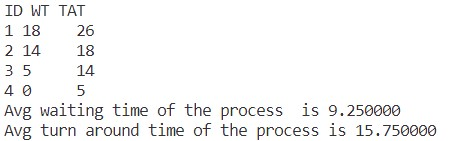 ID WT TAT
1 18 26
2 14 18
3 5 14
4 0 5
Avg waiting time of the process is 9.250000
Avg turn around time of the process is 15.750000